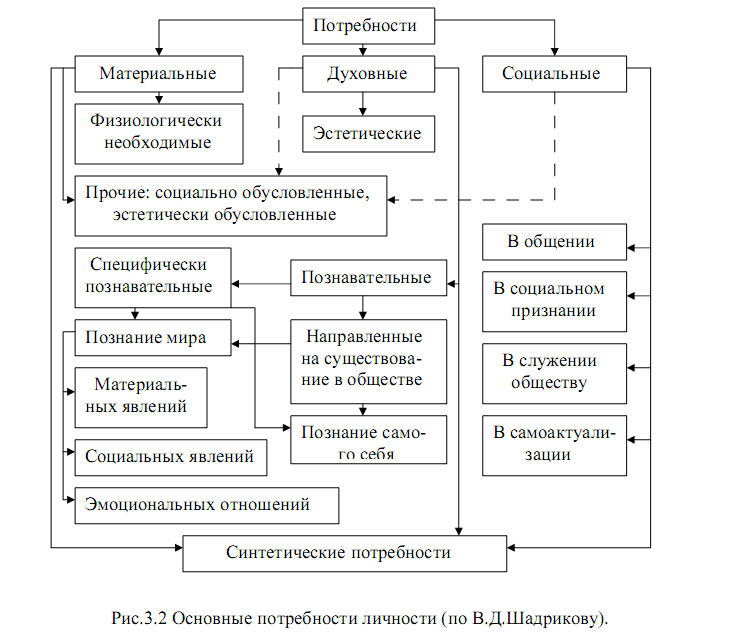 Потребности
Материальные
Духовные
Социальные
Физиологически
необходимые
Эстетические
Прочие: социально обусловленные,
эстетически обусловленные
Специфически
познавательные
Познавательные
В общении
В социальном
признании
Познание мира
Направленные
на существова-
ние в обществе
В служении
обществу
Материаль-
ных явлений
Познание само-
го себя
В самоактуали-
зации
Социальных явлений
Эмоциональных отношений
Синтетические потребности
Рис.3.2 Основные потребности личности (по В.Д.Шадрикову).